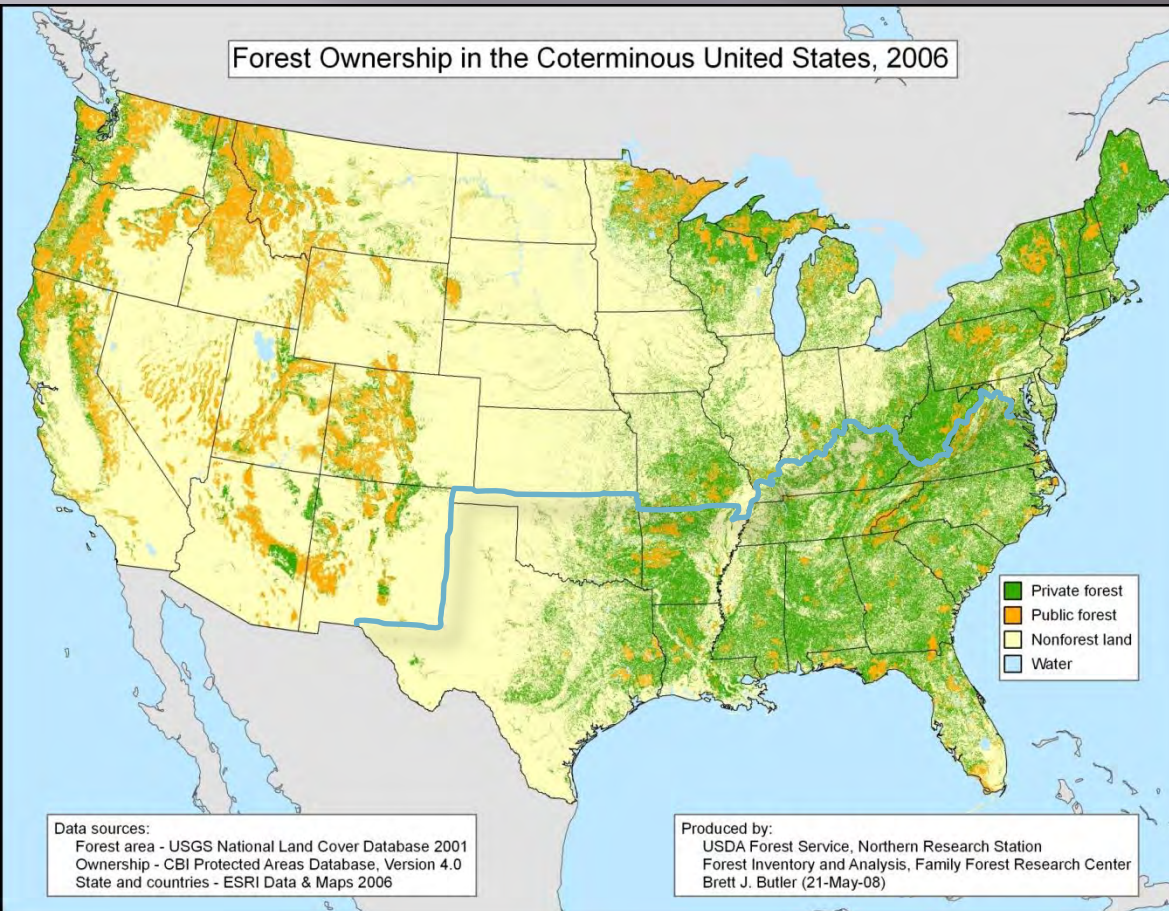 Forest Ownership in the Coterminous United States, 2006
Private forest
Public forest
Nonforest land
Water
Data sources:
Forest area - USGS National Land Cover Database 2001
Ownership - CBI Protected Areas Database, Version 4.0
State and countries - ESRI Data & Maps 2006
Produced by:
USDA Forest Service, Northern Research Station
Forest Inventory and Analysis, Family Forest Research Center
Brett J. Butler (21-May-08)